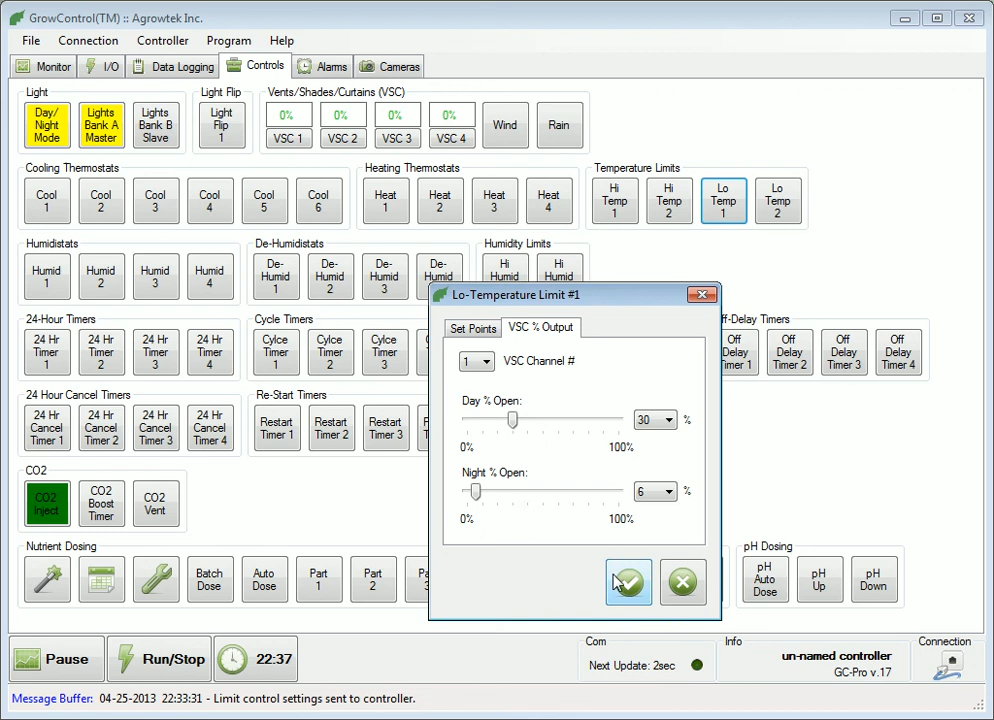 GrowControl(TM) :: Agrowtek Inc.
File Connection Controller Program Help
Monitor I/O Data Logging Controls Alarms Cameras
Light Light Flip Vents/Shades/Curtains (VSC)
Day/ Night Mode Lights Bank A Master Lights Bank B Slave Light Flip 1 0% VSC 1 0% VSC 2 0% VSC 3 0% VSC 4 Wind Rain
Cooling Thermostats Heating Thermostats Temperature Limits
Cool 1 Cool 2 Cool 3 Cool 4 Cool 5 Cool 6 Heat 1 Heat 2 Heat 3 Heat 4 Hi Temp 1 Hi Temp 2 Lo Temp 1 Lo Temp 2
Humidistats De-Humidistats Humidity Limits
Humid 1 Humid 2 Humid 3 Humid 4 De- Humid 1 De- Humid 2 De- Humid 3 De- Humid Hi Humid Hi Humid
24-Hour Timers Cycle Timers ff-Delay Timers
24 Hr Timer 1 24 Hr Timer 2 24 Hr Timer 3 24 Hr Timer 4 Cylce Timer 1 Cylce Timer 2 Cylce Timer 3 Off Delay Timer 1 Off Delay Timer 2 Off Delay Timer 3 Off Delay Timer 4
24 Hour Cancel Timers Re-Start Timers
24 Hr Cancel Timer 1 24 Hr Cancel Timer 2 24 Hr Cancel Timer 3 24 Hr Cancel Timer 4 Restart Timer 1 Restart Timer 2 Restart Timer 3
CO2
CO2 Inject CO2 Boost Timer CO2 Vent
Nutrient Dosing pH Dosing
Batch Dose Auto Dose Part 1 Part 2 pH Auto Dose pH Up pH Down
Lo-Temperature Limit #1
Set Points VSC % Output
1 VSC Channel #
Day % Open:
30 %
0% 100%
Night % Open:
6 %
0% 100%
Pause Run/Stop 22:37
Com Info Connection
Next Update: 2sec un-named controller
GC-Pro v.17
Message Buffer: 04-25-2013 22:33:31 - Limit control settings sent to controller.